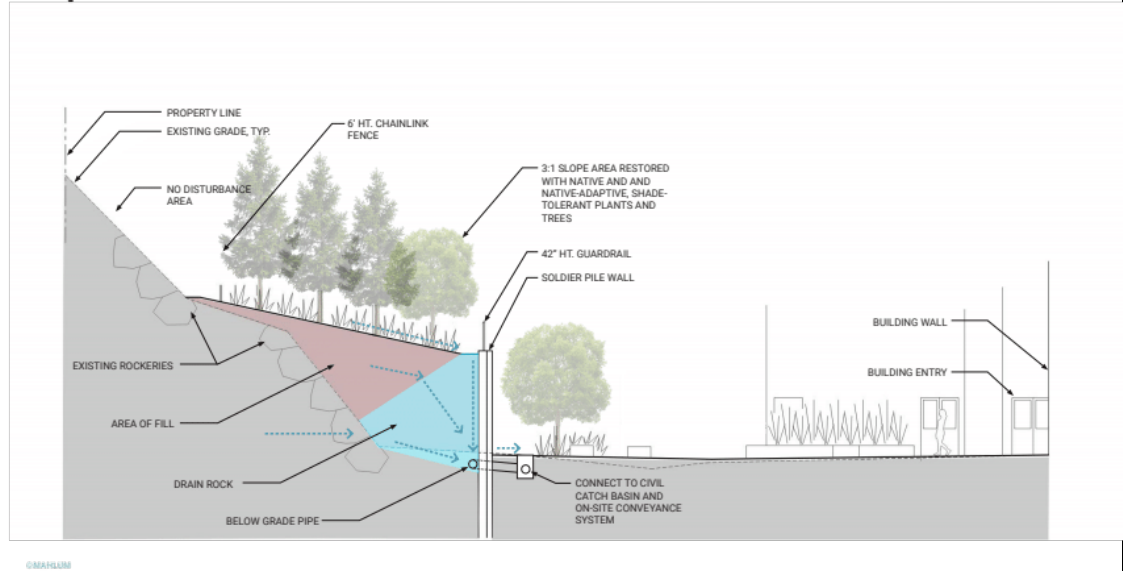 PROPERTY LINE
EXISTING GRADE, TYP.
NO DISTURBANCE
AREA
6' HT. CHAINLINK
FENCE
3:1 SLOPE AREA RESTORED
WITH NATIVE AND AND
NATIVE-ADAPTIVE, SHADE-
TOLERANT PLANTS AND
TREES
42" HT. GUARDRAIL
SOLDIER PILE WALL
BUILDING WALL
BUILDING ENTRY
EXISTING ROCKERIES
AREA OF FILL
DRAIN ROCK
BELOW GRADE PIPE
CONNECT TO CIVIL
CATCH BASIN AND
ON-SITE CONVEYANCE
SYSTEM
©MAHLUM